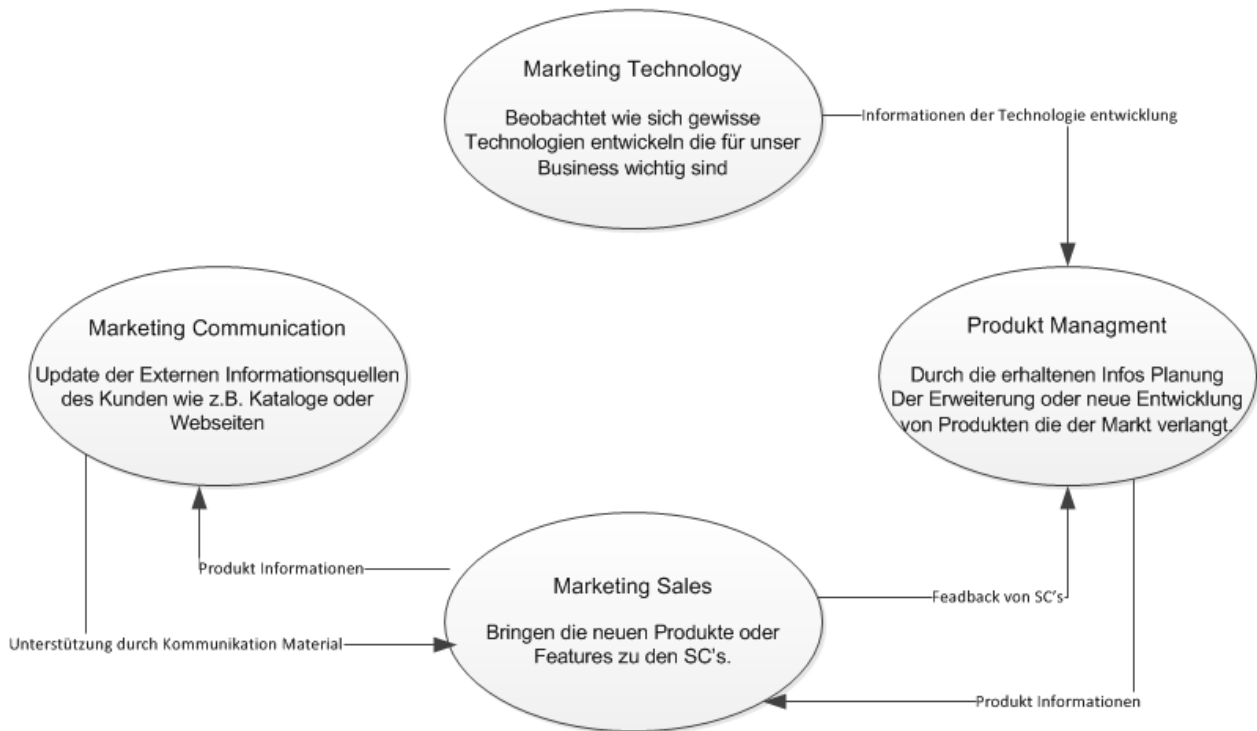 Marketing Technology
Beobachtet wie sich gewisse
Technologien entwickeln die für unser
Business wichtig sind
Informationen der Technologie entwicklung
Marketing Communication
Update der Externen Informationsquellen
des Kunden wie z.B. Kataloge oder
Webseiten
Produkt Managment
Durch die erhaltenen Infos Planung
Der Erweiterung oder neue Entwicklung
von Produkten die der Markt verlangt.
Produkt Informationen
Marketing Sales
Bringen die neuen Produkte oder
Features zu den SC's.
Feadback von SC's
Unterstützung durch Kommunikation Material
Produkt Informationen